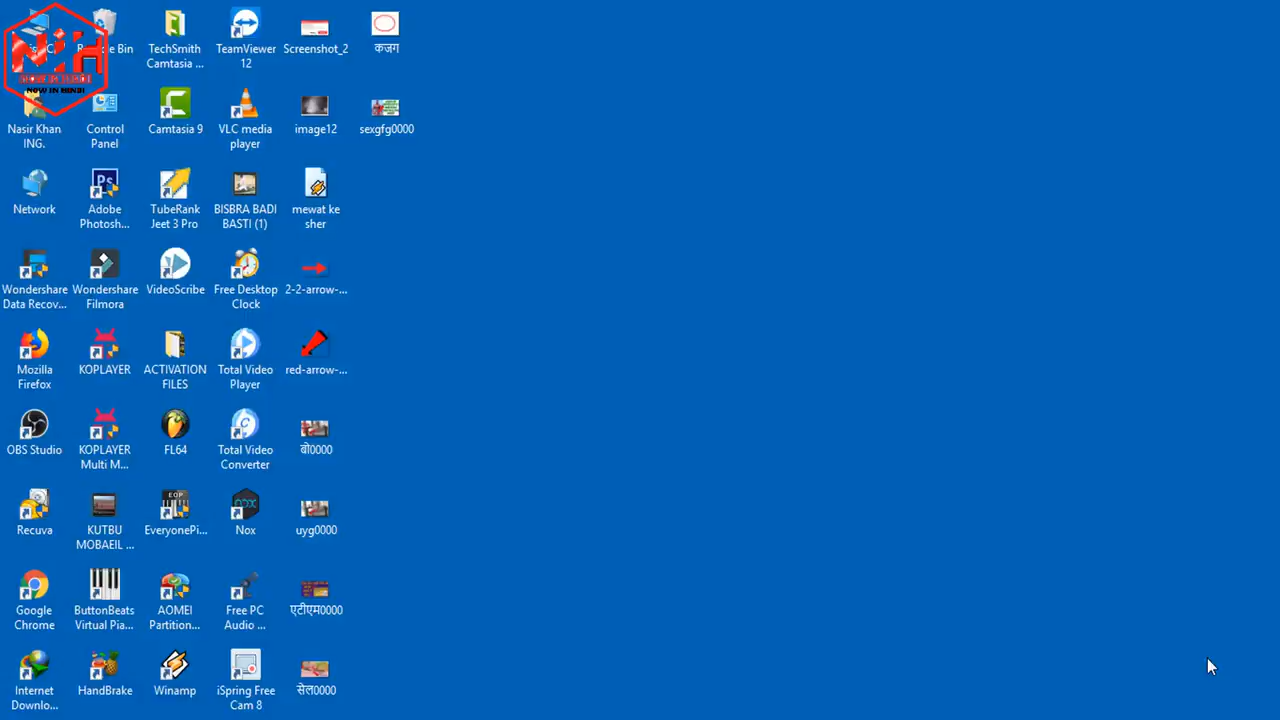 Recycle Bin
TechSmith
Camtasia ...
TeamViewer
12
Screenshot_2
कजग
NIH
NOW IN HINDI
Nasir Khan
ING.
Control
Panel
Camtasia 9
VLC media
player
image12
sexgfg0000
Network
Ps
Adobe
Photosh...
TubeRank
Jeet 3 Pro
BISBRA BADI
BASTI (1)
mewat ke
sher
Wondershare
Data Recov...
Wondershare
Filmora
VideoScribe
Free Desktop
Clock
2-2-arrow-...
Mozilla
Firefox
KOPLAYER
ACTIVATION
FILES
Total Video
Player
red-arrow-...
OBS Studio
KOPLAYER
Multi M...
FL64
Total Video
Converter
बो0000
Recuva
KUTBU
MOBAEIL ...
EOP
EveryonePi...
nox
Nox
uyg0000
Google
Chrome
ButtonBeats
Virtual Pia...
AOMEI
Partition...
Free PC
Audio ...
एटीएम0000
Internet
Downlo...
HandBrake
Winamp
iSpring Free
Cam 8
सेल0000